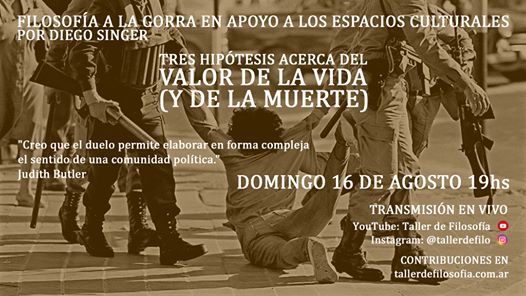 FILOSOFÍA A LA GORRA EN APOYO A LOS ESPACIOS CULTURALES
POR DIEGO SINGER
TRES HIPÓTESIS ACERCA DEL
VALOR DE LA VIDA
(Y DE LA MUERTE)
"Creo que el duelo permite elaborar en forma compleja
el sentido de una comunidad política."
Judith Butler
DOMINGO 16 DE AGOSTO 19hs
TRANSMISIÓN EN VIVO
YouTube: Taller de Filosofía
Instagram: @tallerdefilo
CONTRIBUCIONES EN
tallerdefilosofia.com.ar